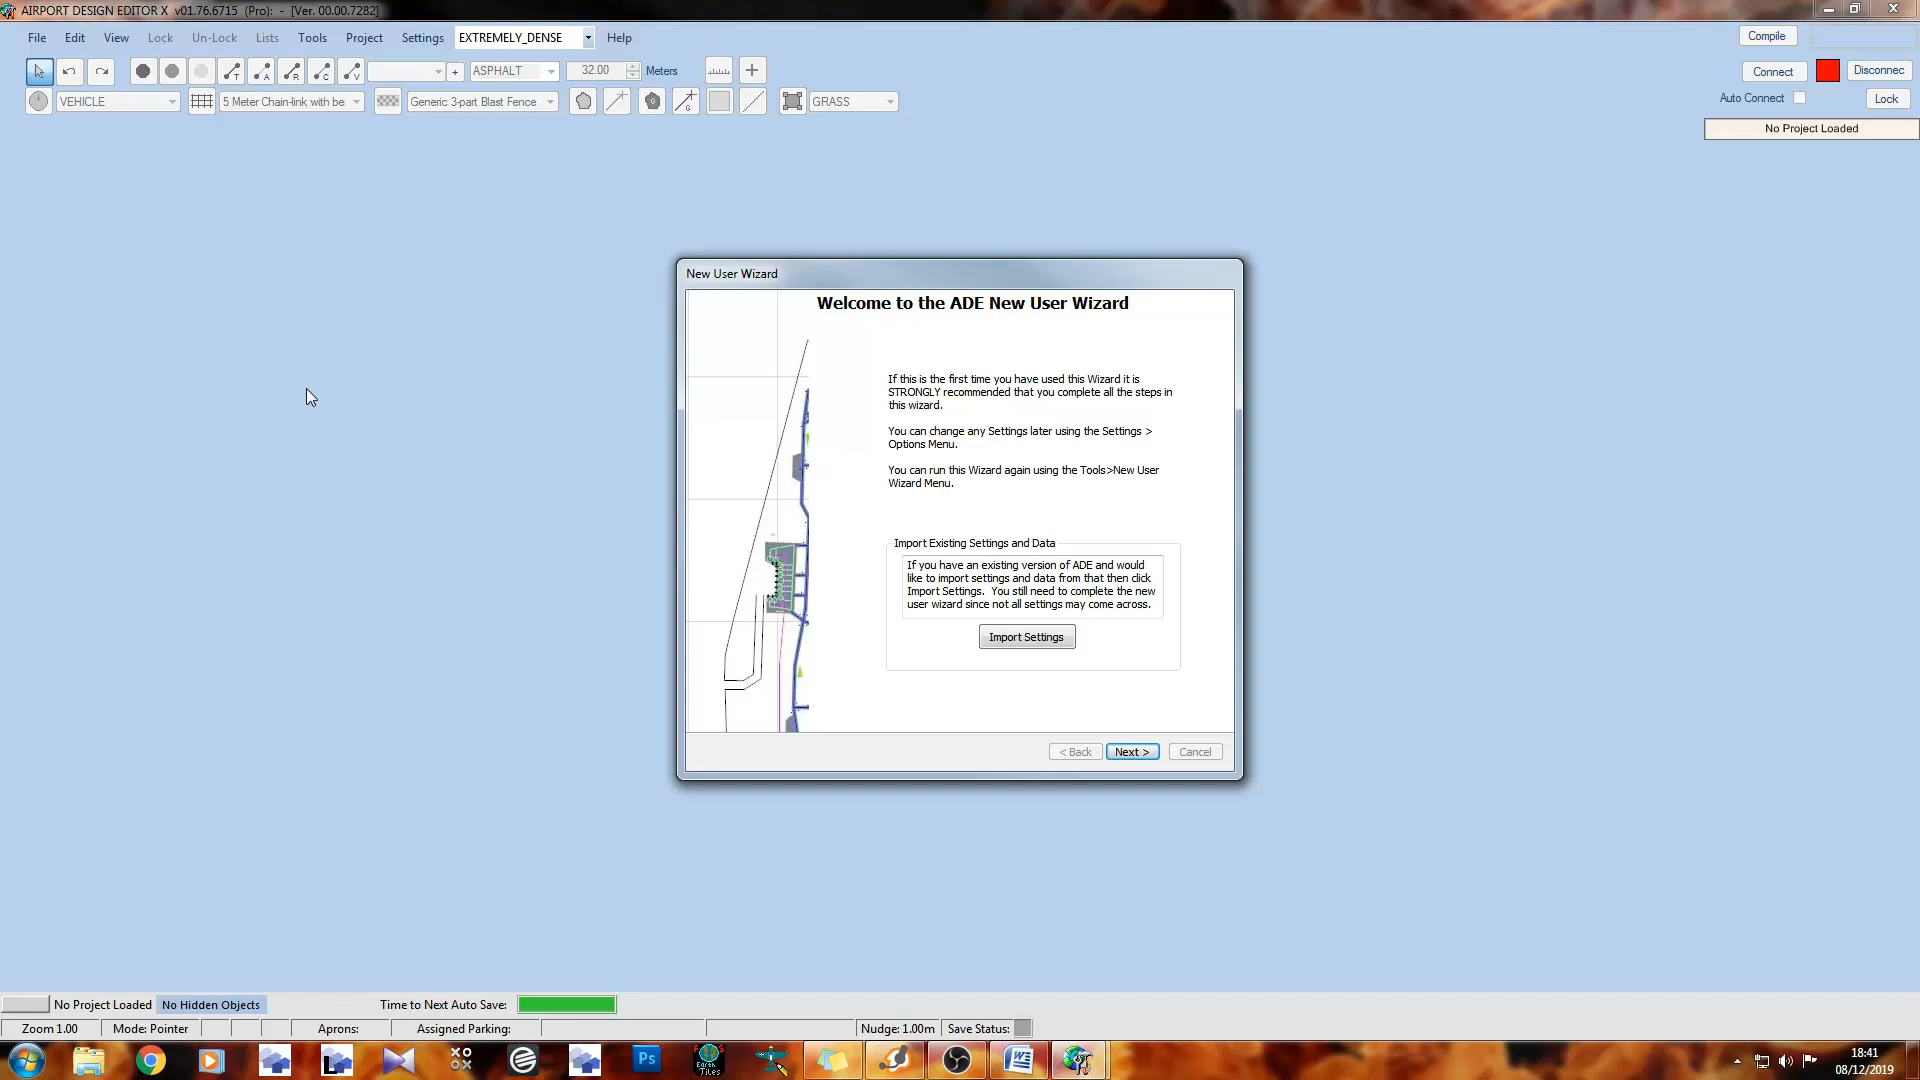 AIRPORT DESIGN EDITOR X v01.76.6715 (Pro): - [Ver. 00.00.7282]
File Edit View Lock Un-Lock Lists Tools Project Settings EXTREMELY_DENSE Help
Compile
T A R C V + ASPHALT 32.00 Meters
Connect Disconnec
VEHICLE 5 Meter Chain-link with be Generic 3-part Blast Fence G G GRASS
Auto Connect Lock
No Project Loaded
New User Wizard
Welcome to the ADE New User Wizard
If this is the first time you have used this Wizard it is
STRONGLY recommended that you complete all the steps in
this wizard.
You can change any Settings later using the Settings >
Options Menu.
You can run this Wizard again using the Tools>New User
Wizard Menu.
Import Existing Settings and Data
If you have an existing version of ADE and would
like to import settings and data from that then click
Import Settings. You still need to complete the new
user wizard since not all settings may come across.
Import Settings
< Back Next > Cancel
No Project Loaded No Hidden Objects Time to Next Auto Save:
Zoom 1.00 Mode: Pointer Aprons: Assigned Parking: Nudge: 1.00m Save Status:
L Ps Earth Tiles W
18:41
08/12/2019